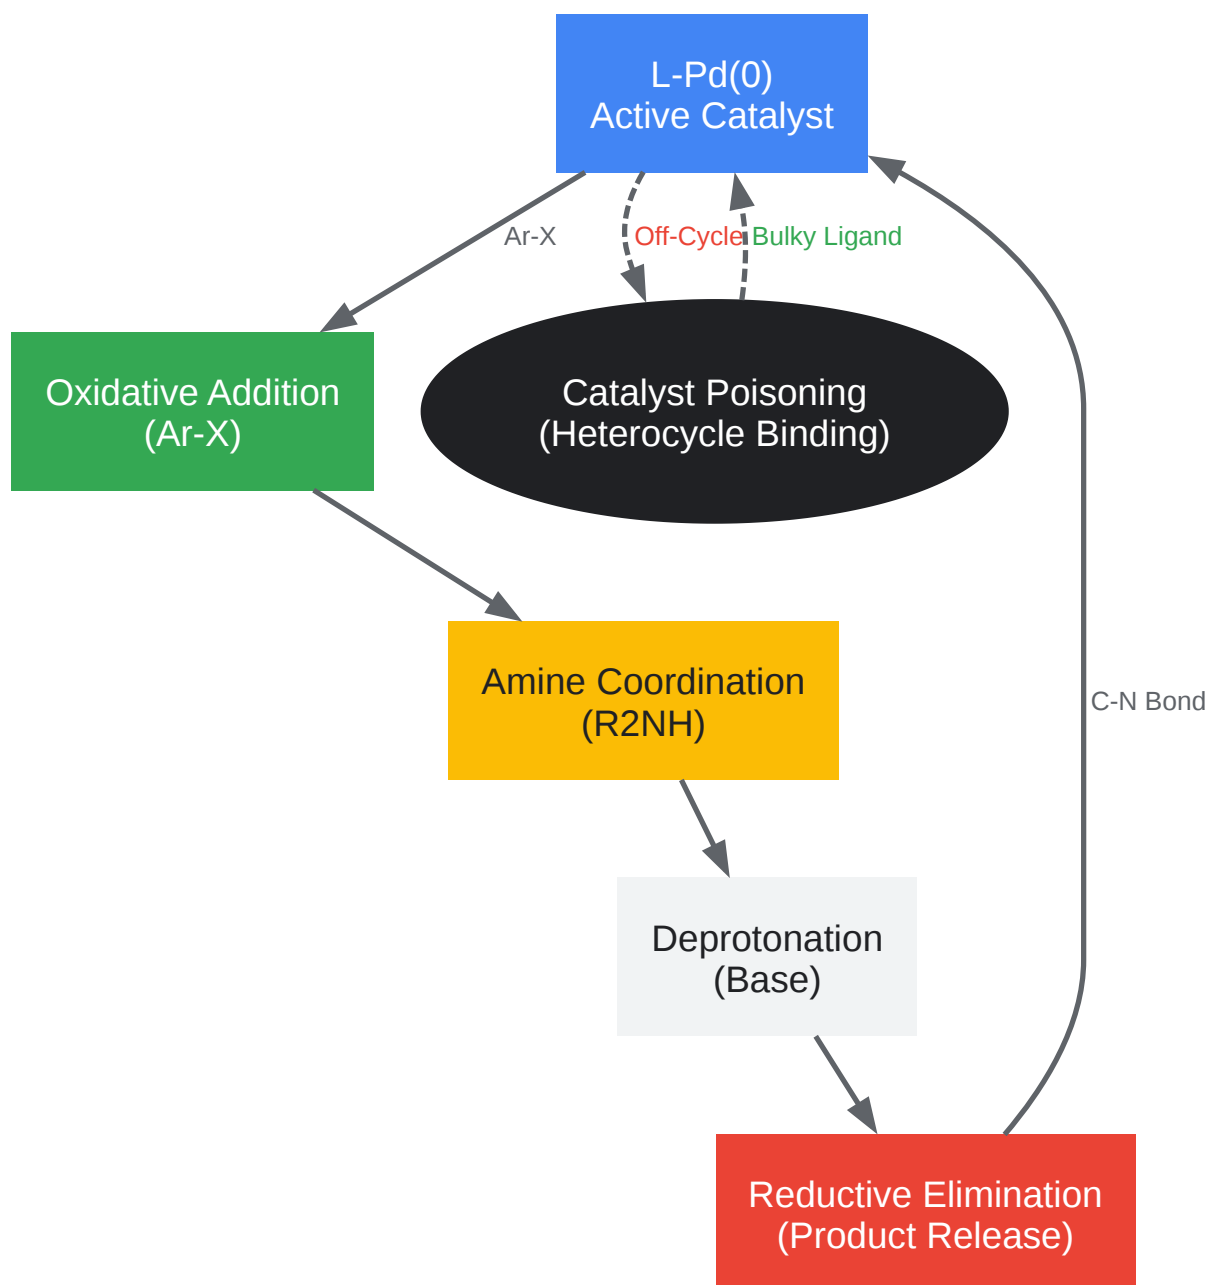 L-Pd(0)
Active Catalyst
Ar-X
Off-Cycle
Bulky Ligand
Oxidative Addition
(Ar-X)
Catalyst Poisoning
(Heterocycle Binding)
Amine Coordination
(R2NH)
C-N Bond
Deprotonation
(Base)
Reductive Elimination
(Product Release)